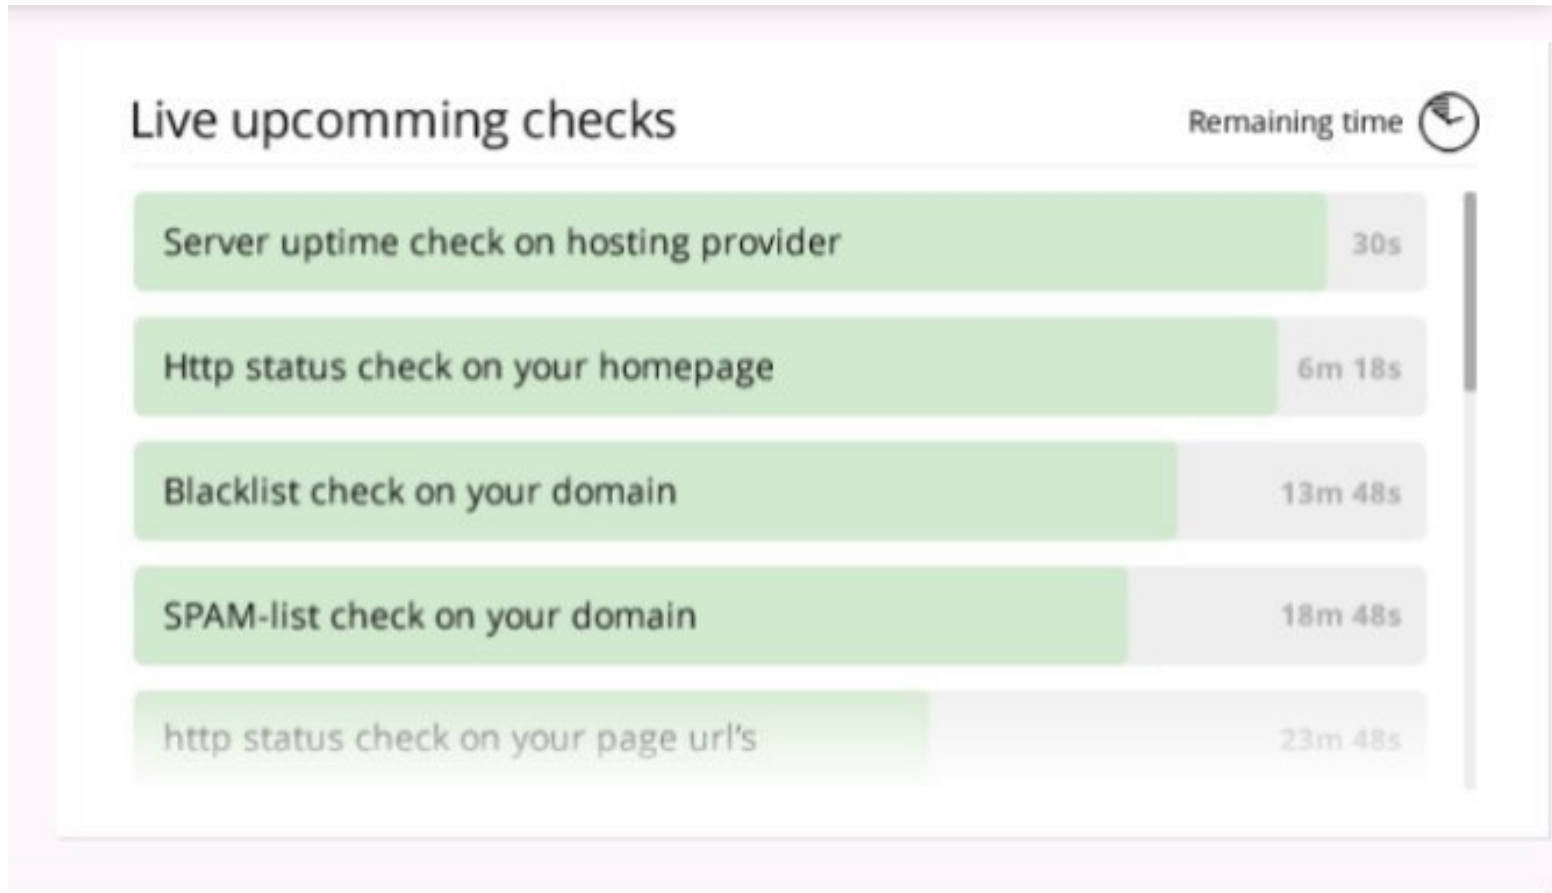 Live upcomming checks
Remaining time
Server uptime check on hosting provider
30s
Http status check on your homepage
6m 18s
Blacklist check on your domain
13m 48s
SPAM-list check on your domain
18m 48s
http status check on your page url's
23m 48s